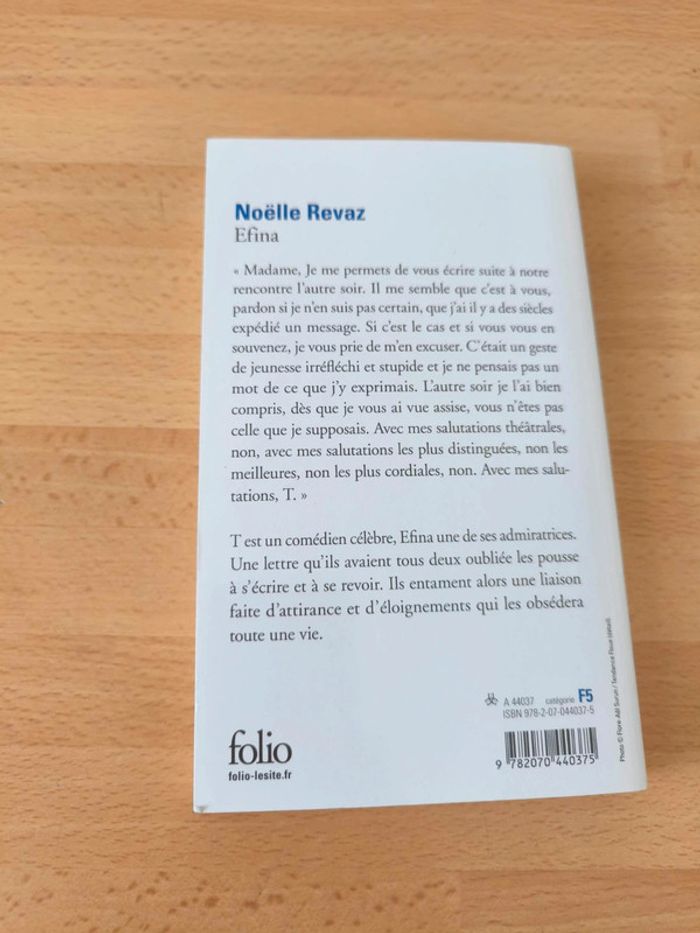 Noëlle Revaz
Efina
« Madame, Je me permets de vous écrire suite à notre
rencontre l'autre soir. Il me semble que c'est à vous,
pardon si je n'en suis pas certain, que j'ai il y a des siècles
expédié un message. Si c'est le cas et si vous vous en
souvenez, je vous prie de m'en excuser. C'était un geste
de jeunesse irréfléchi et stupide et je ne pensais pas un
mot de ce que j'y exprimais. L'autre soir je l'ai bien
compris, dès que je vous ai vue assise, vous n'êtes pas
celle que je supposais. Avec mes salutations théâtrales,
non, avec mes salutations les plus distinguées, non les
meilleures, non les plus cordiales, non. Avec mes salu-
tations, T. »
T est un comédien célèbre, Efina une de ses admiratrices.
Une lettre qu'ils avaient tous deux oubliée les pousse
à s'écrire et à se revoir. Ils entament alors une liaison
faite d'attirance et d'éloignements qui les obsédera
toute une vie.
A 44037 catégorie F5
ISBN 978-2-07-044037-5
folio
folio-lesite.fr
9 782070 440375
Photo © Flore-Aël Surun / Tendance Floue (détail)